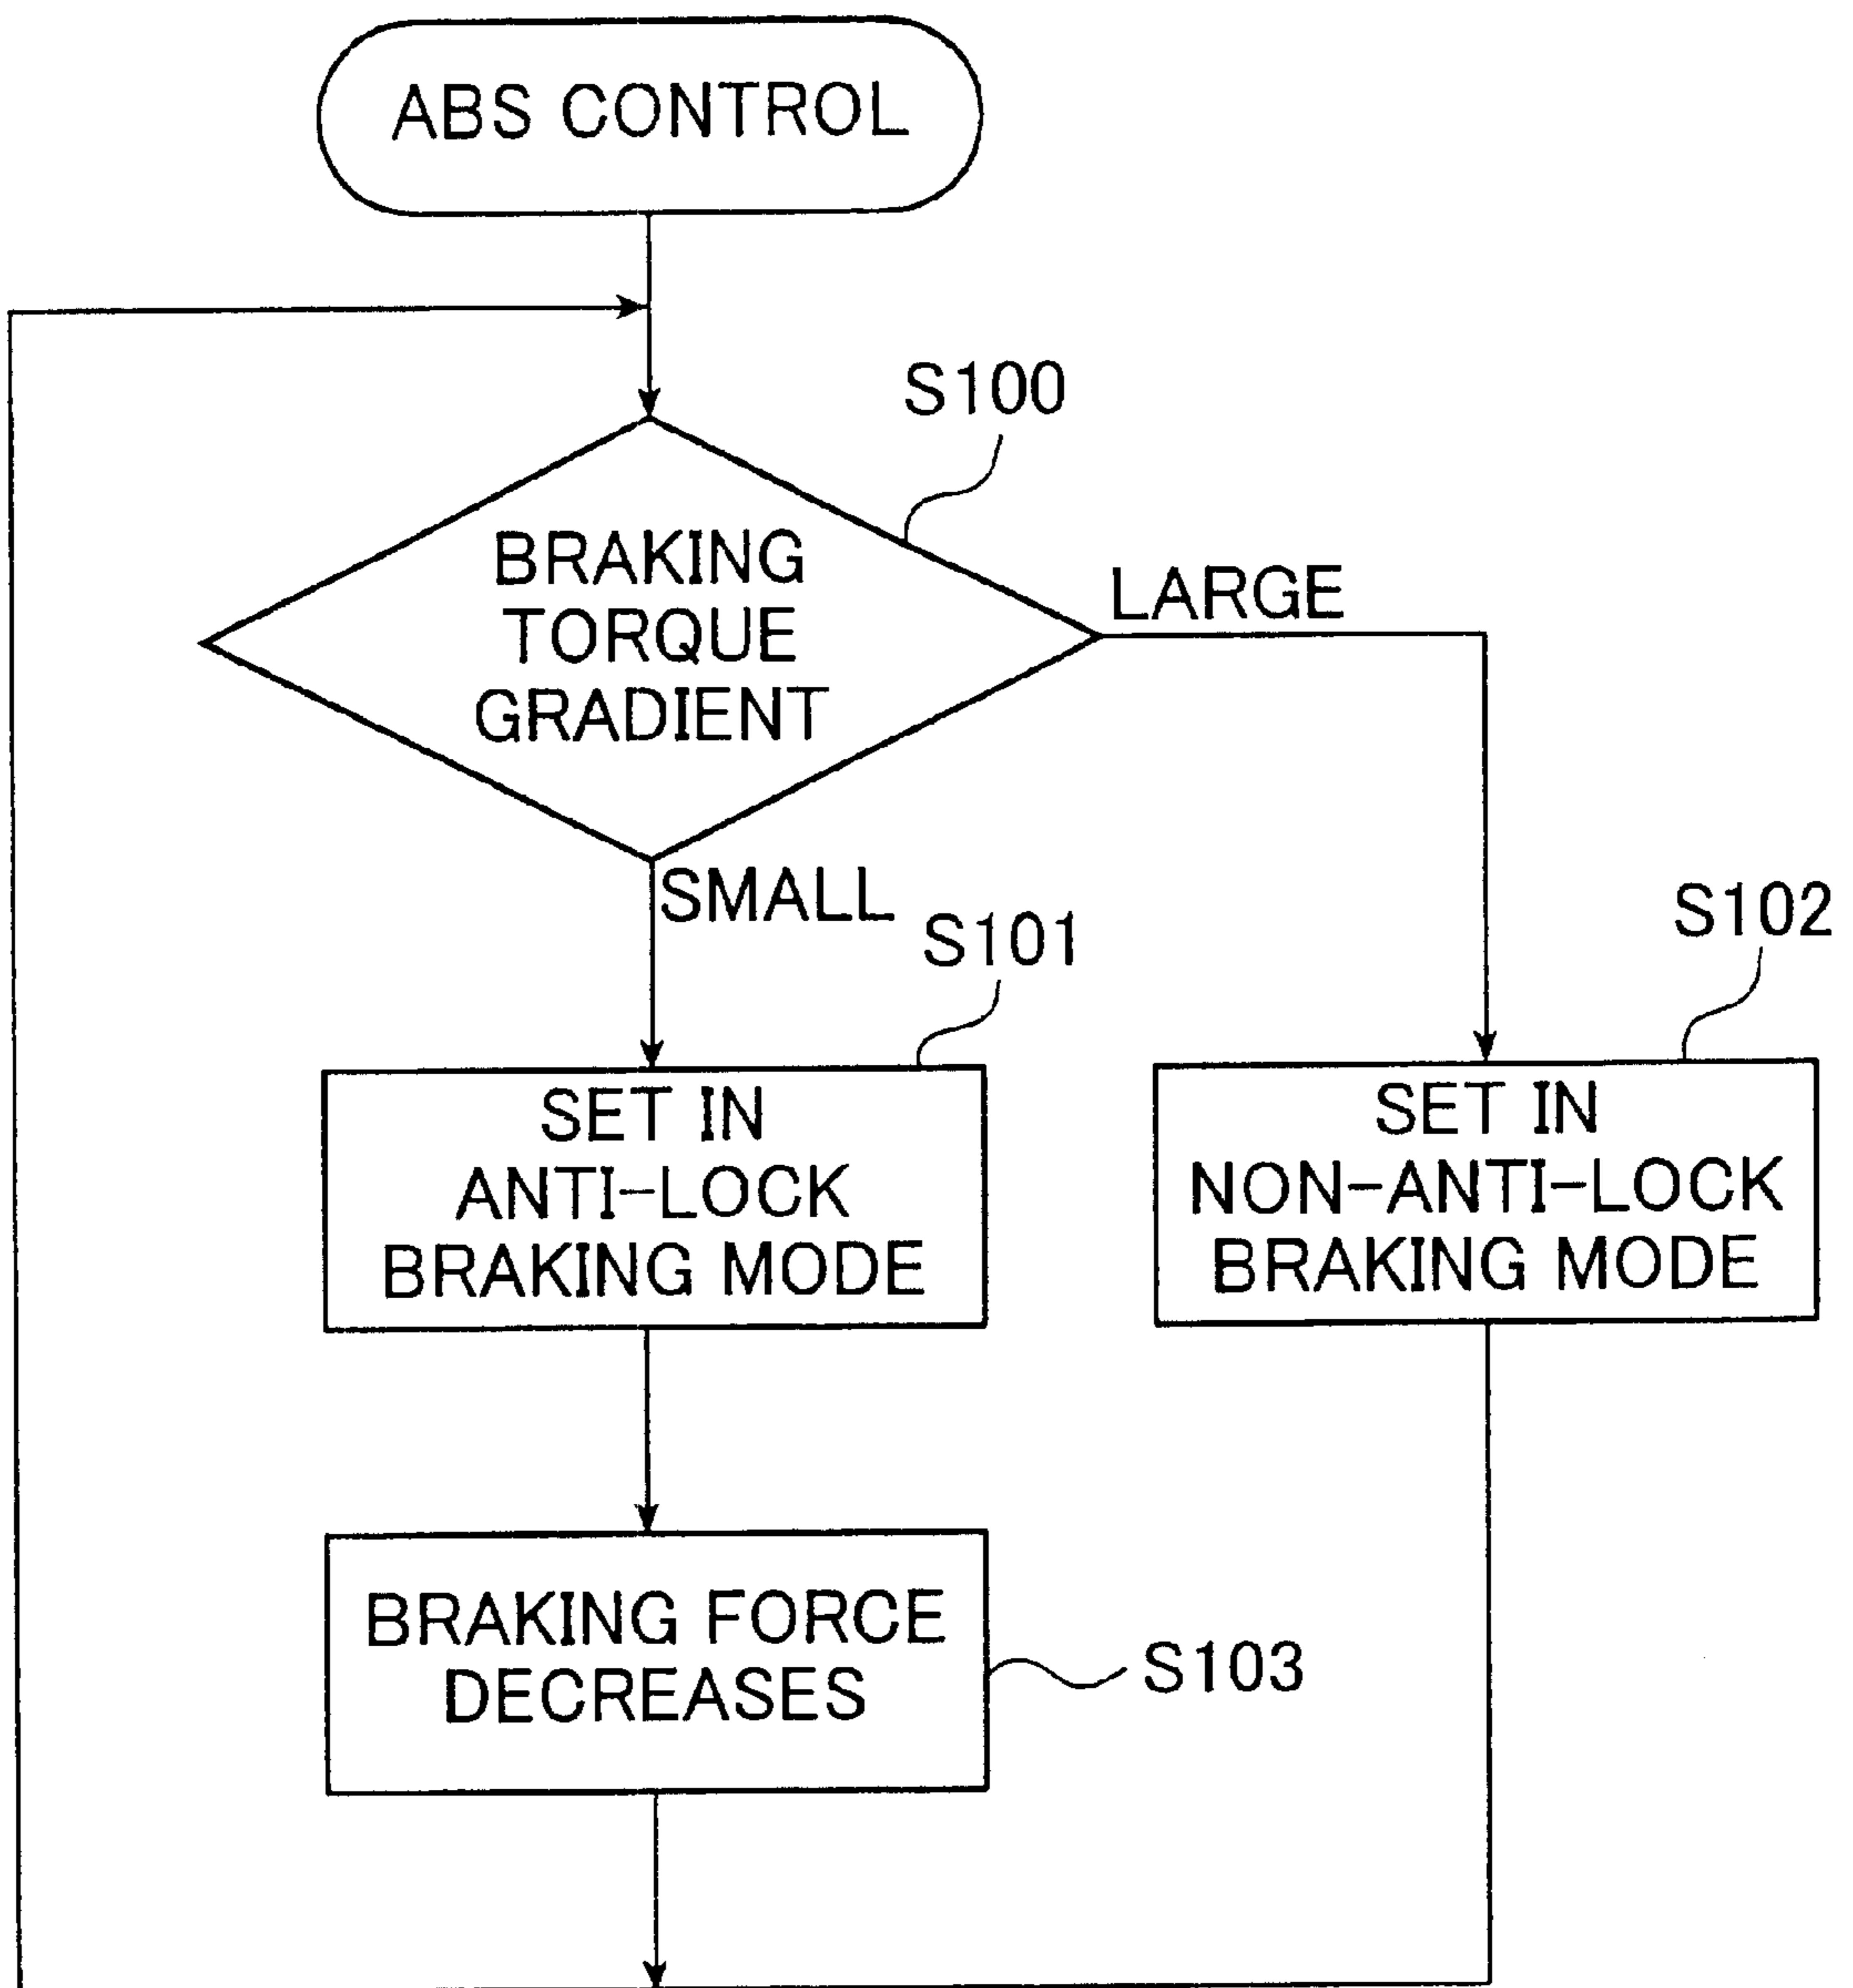 ABS CONTROL
S100
BRAKING
TORQUE
GRADIENT
LARGE
SMALL
S101
S102
SET IN
ANTI-LOCK
BRAKING MODE
SET IN
NON-ANTI-LOCK
BRAKING MODE
BRAKING FORCE
DECREASES
S103